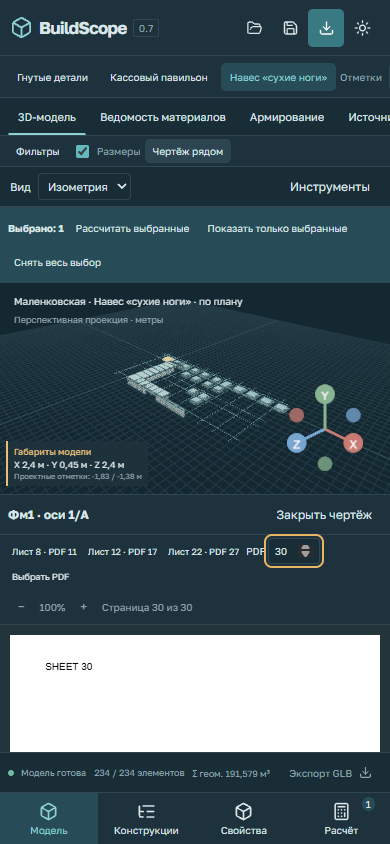 BuildScope 0.7
Гнутые детали Кассовый павильон Навес «сухие ноги» Отметки
3D-модель Ведомость материалов Армирование
Фильтры Размеры Чертёж рядом
Вид Изометрия Инструменты
Выбрано: 1 Рассчитать выбранные Показать только выбранные
Снять весь выбор
Маленковская · Навес «сухие ноги» · по плану
Перспективная проекция · метры
Y
Z X
Габариты модели
X 2,4 м · Y 0,45 м · Z 2,4 м
Проектные отметки: -1,83 / -1,38 м
Фм1 · оси 1/А Закрыть чертёж
Лист 8 · PDF 11 Лист 12 · PDF 17 Лист 22 · PDF 27 PDF 30
Выбрать PDF
− 100% + Страница 30 из 30
SHEET 30
Модель готова 234 / 234 элементов Σ геом. 191,579 м³ Экспорт GLB
1
Модель Конструкции Свойства Расчёт